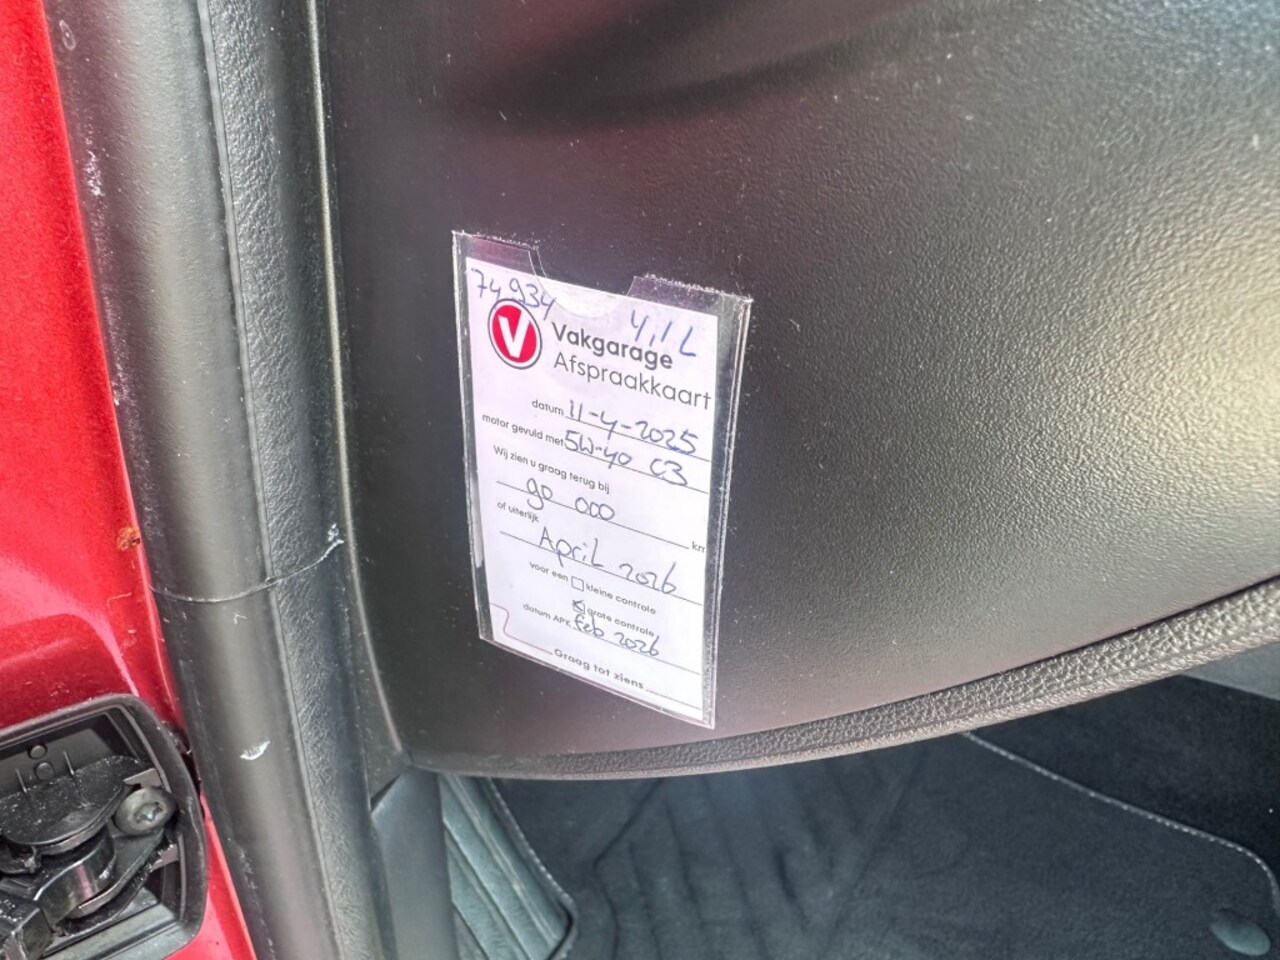 74934
4,1 L
V
Vakgarage
Afspraakkaart
datum 11-4-2025
motor gevuld met 5W-40 C3
Wij zien u graag terug bij
90 000 km
of uiterlijk
April 2026
voor een kleine controle
grote controle
datum APK feb 2026
Graag tot ziens